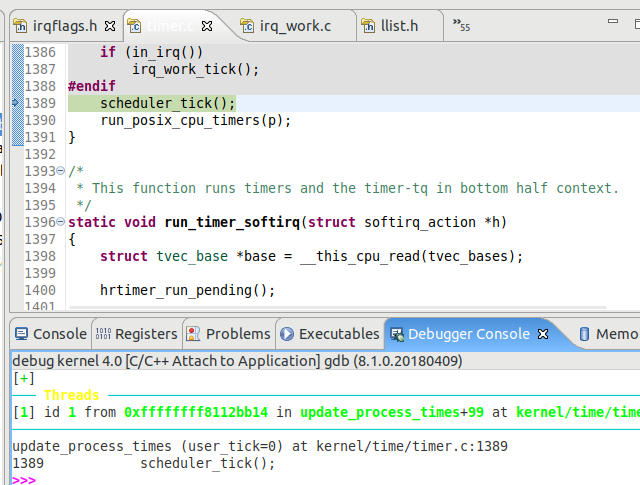 irqflags.h timer.c irq_work.c llist.h »55
1386 if (in_irq())
1387 irq_work_tick();
1388 #endif
1389 scheduler_tick();
1390 run_posix_cpu_timers(p);
1391 }
1392
1393 /*
1394 * This function runs timers and the timer-tq in bottom half context.
1395 */
1396 static void run_timer_softirq(struct softirq_action *h)
1397 {
1398 struct tvec_base *base = __this_cpu_read(tvec_bases);
1399
1400 hrtimer_run_pending();
1401
Console Registers Problems Executables Debugger Console Memo
debug kernel 4.0 [C/C++ Attach to Application] gdb (8.1.0.20180409)
[+]
Threads
[1] id 1 from 0xffffffff8112bb14 in update_process_times+99 at kernel/time/time
update_process_times (user_tick=0) at kernel/time/timer.c:1389
1389 scheduler_tick();
>>>